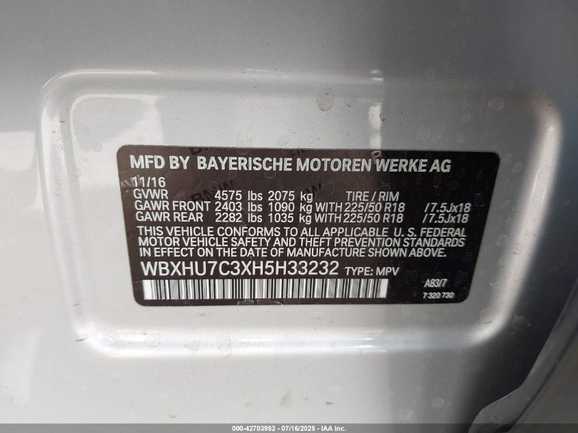 MFD BY BAYERISCHE MOTOREN WERKE AG
11/16
GVWR 4575 lbs 2075 kg TIRE / RIM
GAWR FRONT 2403 lbs 1090 kg WITH 225/50 R18 /7.5Jx18
GAWR REAR 2282 lbs 1035 kg WITH 225/50 R18 /7.5Jx18
THIS VEHICLE CONFORMS TO ALL APPLICABLE U. S. FEDERAL
MOTOR VEHICLE SAFETY AND THEFT PREVENTION STANDARDS
IN EFFECT ON THE DATE OF MANUFACTURE SHOWN ABOVE.
WBXHU7C3XH5H33232 TYPE: MPV
A83/7
7 320 730
000-42703952 - 07/16/2025 - IAA Inc.